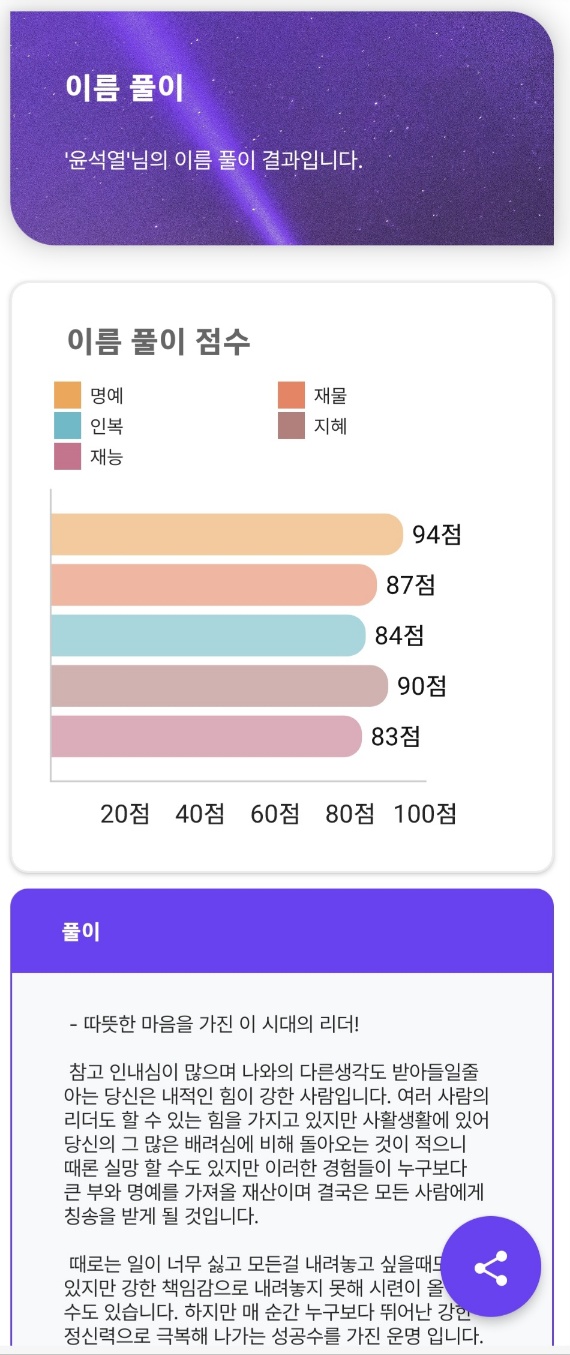 이름 풀이
'윤석열'님의 이름 풀이 결과입니다.
이름 풀이 점수
명예
재물
인복
지혜
재능
94점
87점
84점
90점
83점
20점 40점 60점 80점 100점
풀이
- 따뜻한 마음을 가진 이 시대의 리더!
참고 인내심이 많으며 나와의 다른생각도 받아들일줄
아는 당신은 내적인 힘이 강한 사람입니다. 여러 사람의
리더도 할 수 있는 힘을 가지고 있지만 사활생활에 있어
당신의 그 많은 배려심에 비해 돌아오는 것이 적으니
때론 실망 할 수도 있지만 이러한 경험들이 누구보다
큰 부와 명예를 가져올 재산이며 결국은 모든 사람에게
칭송을 받게 될 것입니다.
때로는 일이 너무 싫고 모든걸 내려놓고 싶을때도
있지만 강한 책임감으로 내려놓지 못해 시련이 올
수도 있습니다. 하지만 매 순간 누구보다 뛰어난 강한
정신력으로 극복해 나가는 성공수를 가진 운명 입니다.